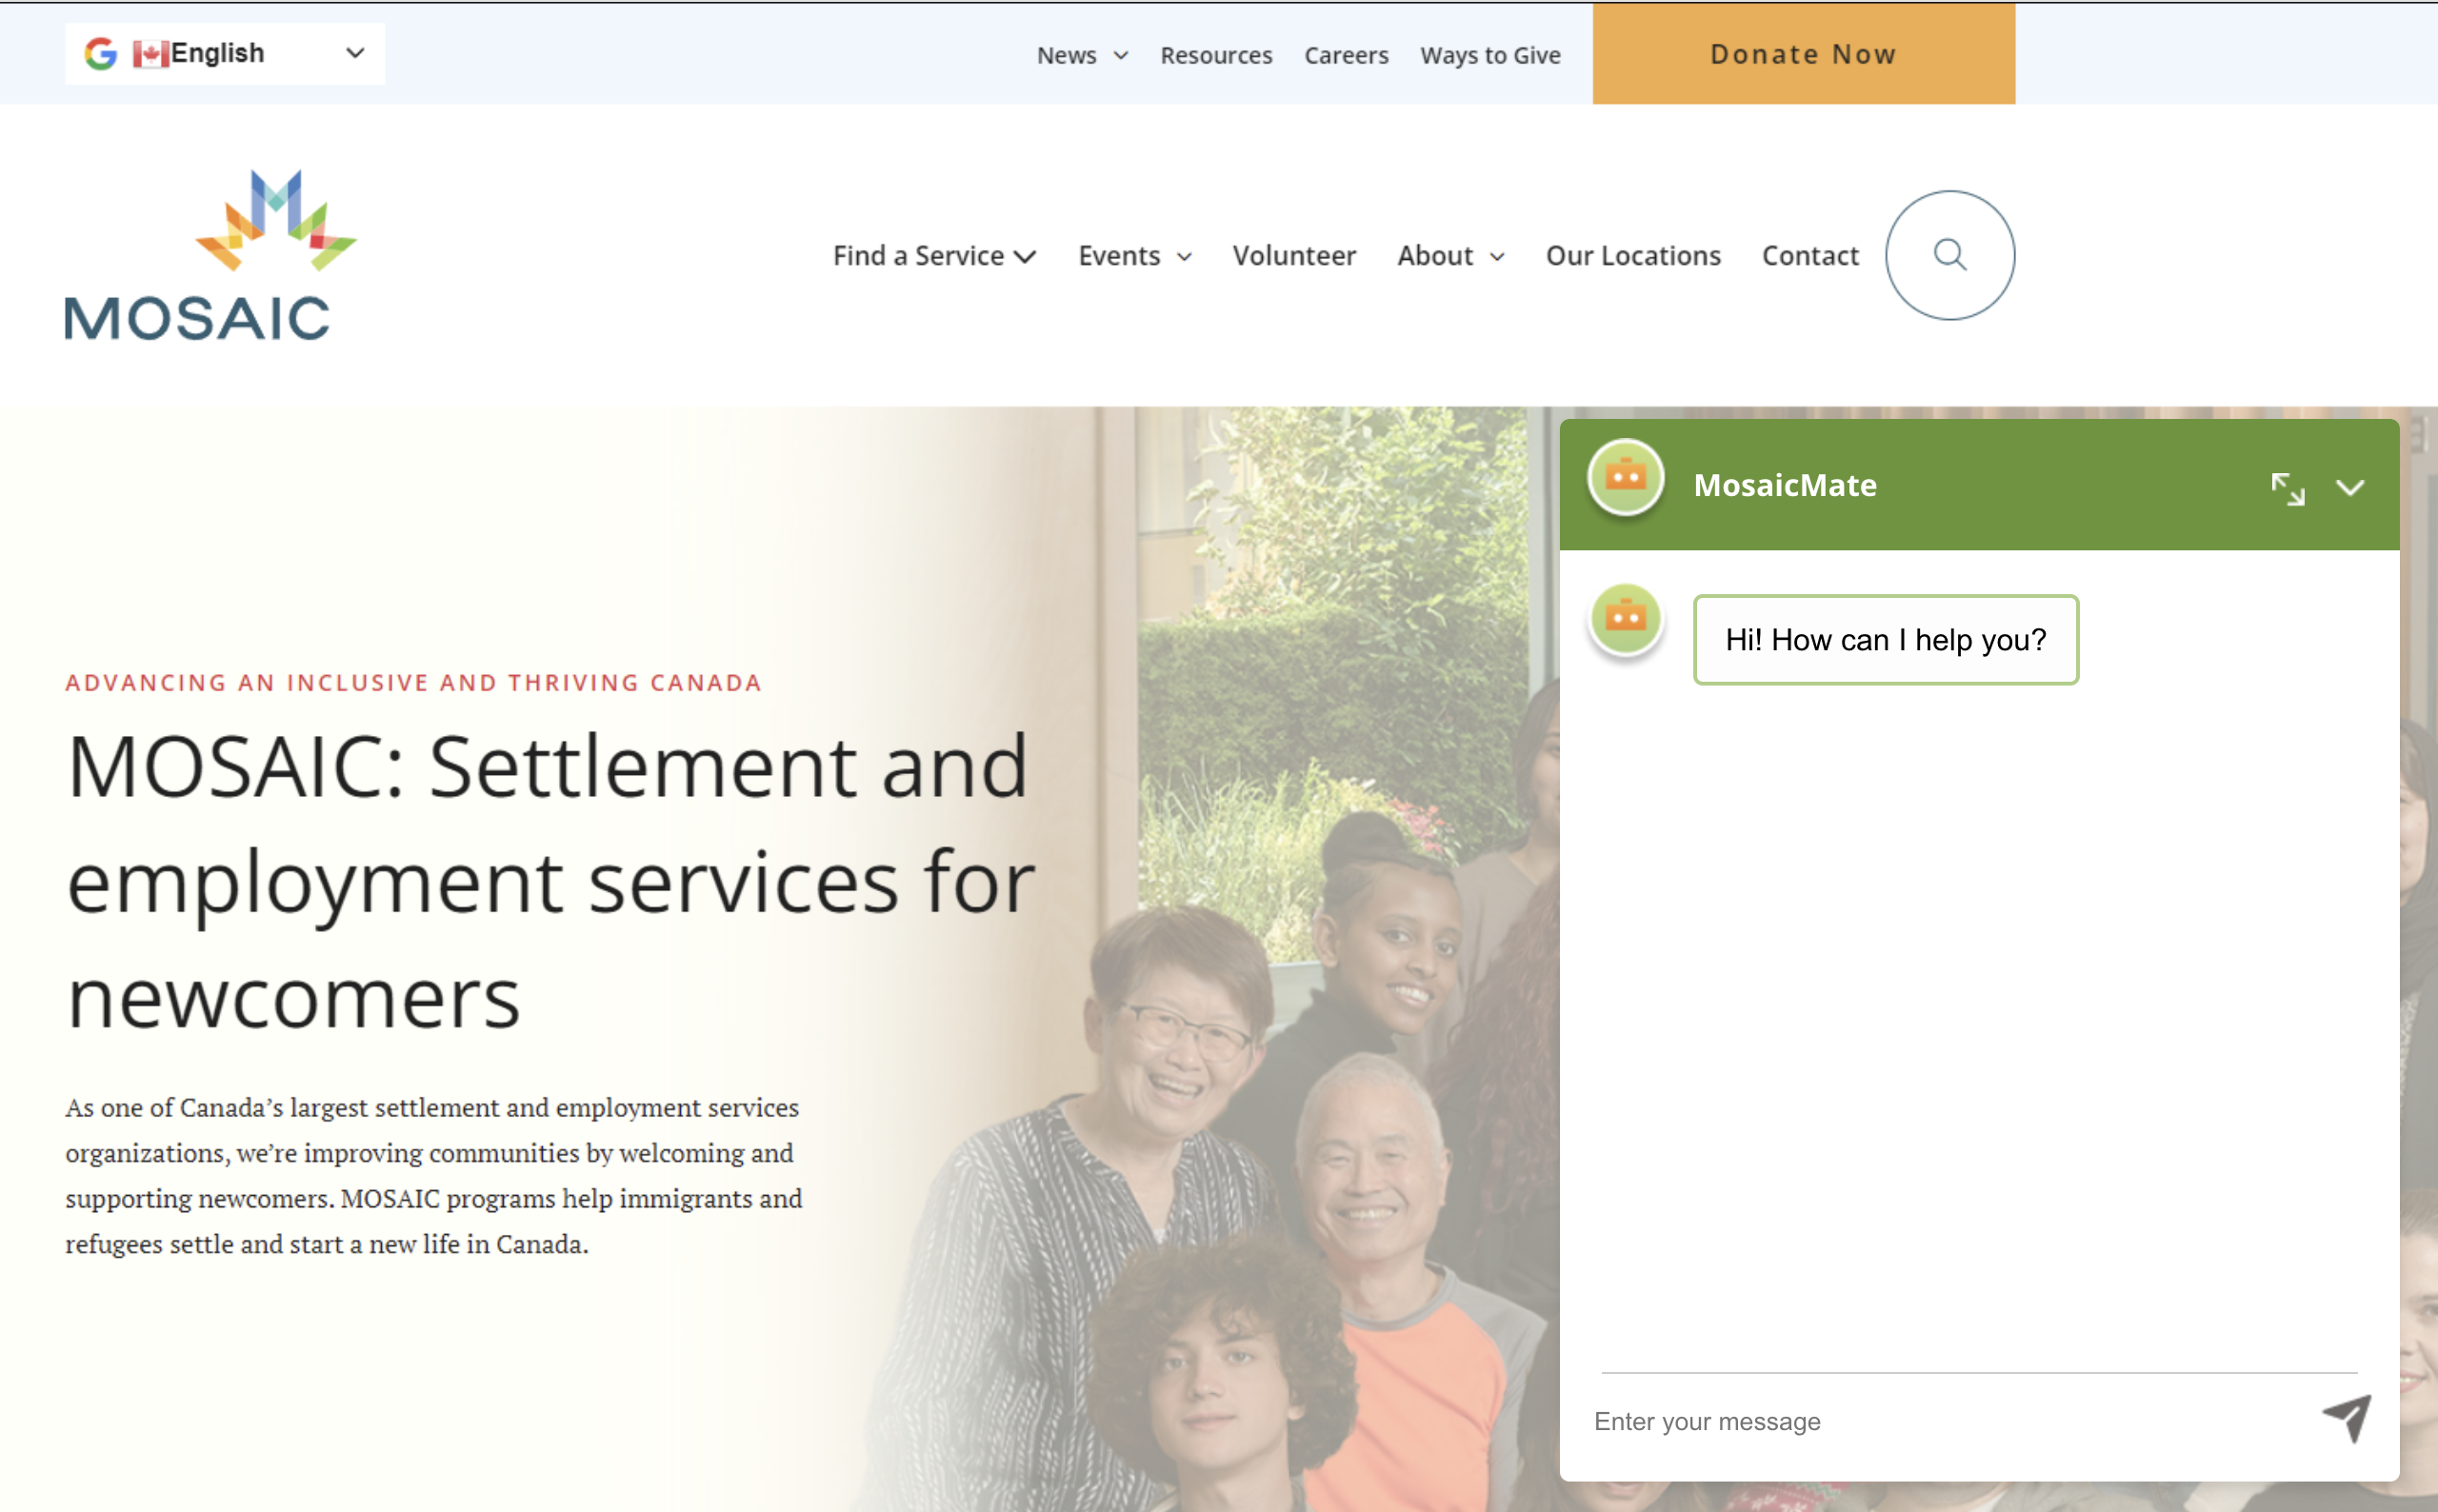 English
News
Resources
Careers
Ways to Give
Donate Now
MOSAIC
Find a Service
Events
Volunteer
About
Our Locations
Contact
ADVANCING AN INCLUSIVE AND THRIVING CANADA
MOSAIC: Settlement and
employment services for
newcomers
As one of Canada’s largest settlement and employment services
organizations, we’re improving communities by welcoming and
supporting newcomers. MOSAIC programs help immigrants and
refugees settle and start a new life in Canada.
MosaicMate
Hi! How can I help you?
Enter your message